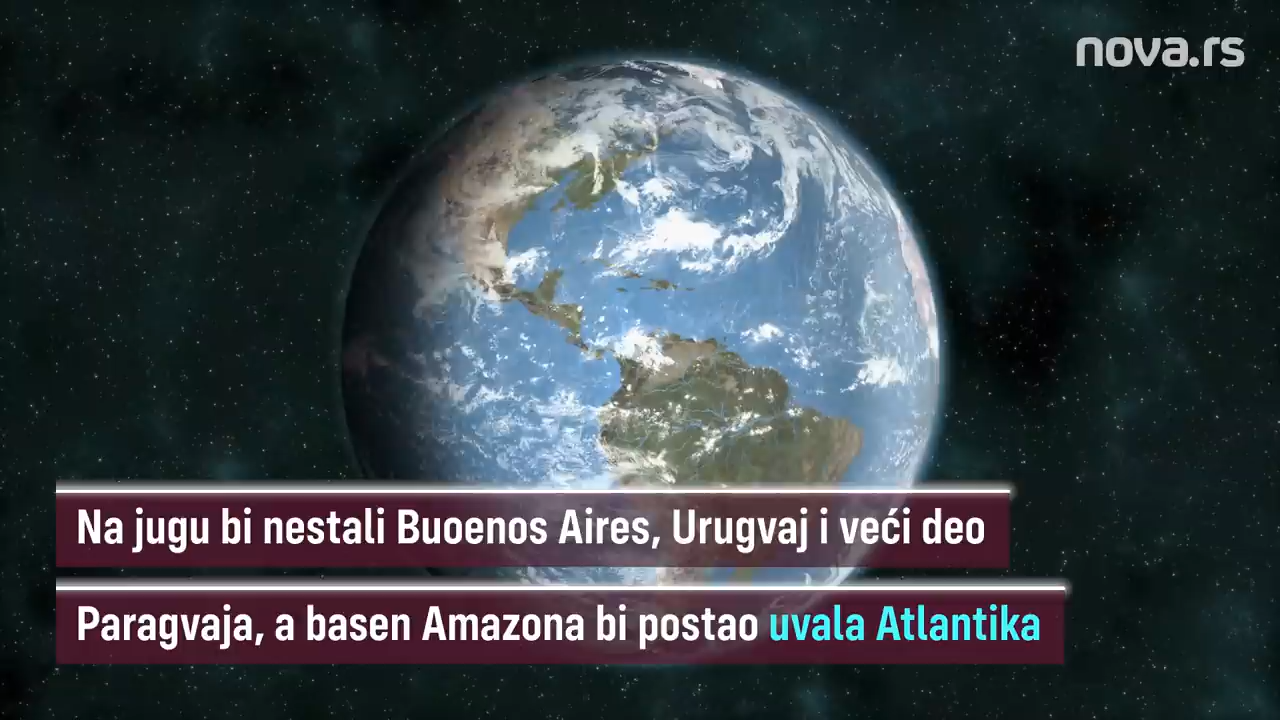 nova.rs
Na jugu bi nestali Buoenos Aires, Urugvaj i veći deo
Paragvaja, a basen Amazona bi postao uvala Atlantika